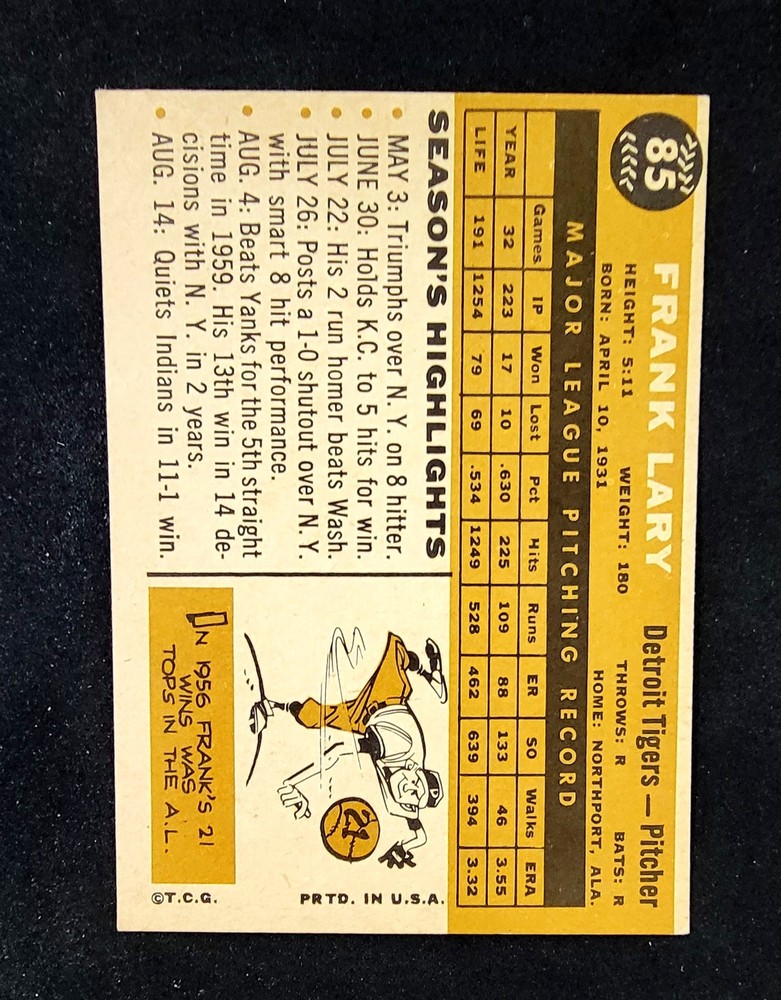 85
FRANK LARY
Detroit Tigers — Pitcher
HEIGHT: 5:11 WEIGHT: 180 THROWS: R BATS: R
BORN: APRIL 10, 1931 HOME: NORTHPORT, ALA.
MAJOR LEAGUE PITCHING RECORD
Games IP Won Lost Pct Hits Runs ER SO Walks ERA
YEAR 32 223 17 10 .630 225 109 88 133 46 3.55
LIFE 191 1254 79 69 .534 1249 528 462 639 394 3.32
SEASON'S HIGHLIGHTS
• MAY 3: Triumphs over N.Y. on 8 hitter.
• JUNE 30: Holds K.C. to 5 hits for win.
• JULY 22: His 2 run homer beats Wash.
• JULY 26: Posts a 1-0 shutout over N.Y.
with smart 8 hit performance.
• AUG. 4: Beats Yanks for the 5th straight
time in 1959. His 13th win in 14 de-
cisions with N. Y. in 2 years.
• AUG. 14: Quiets Indians in 11-1 win.
D
21
IN 1956 FRANK'S 21
WINS WAS
TOPS IN THE A.L.
©T.C.G.
PRTD. IN U.S.A.